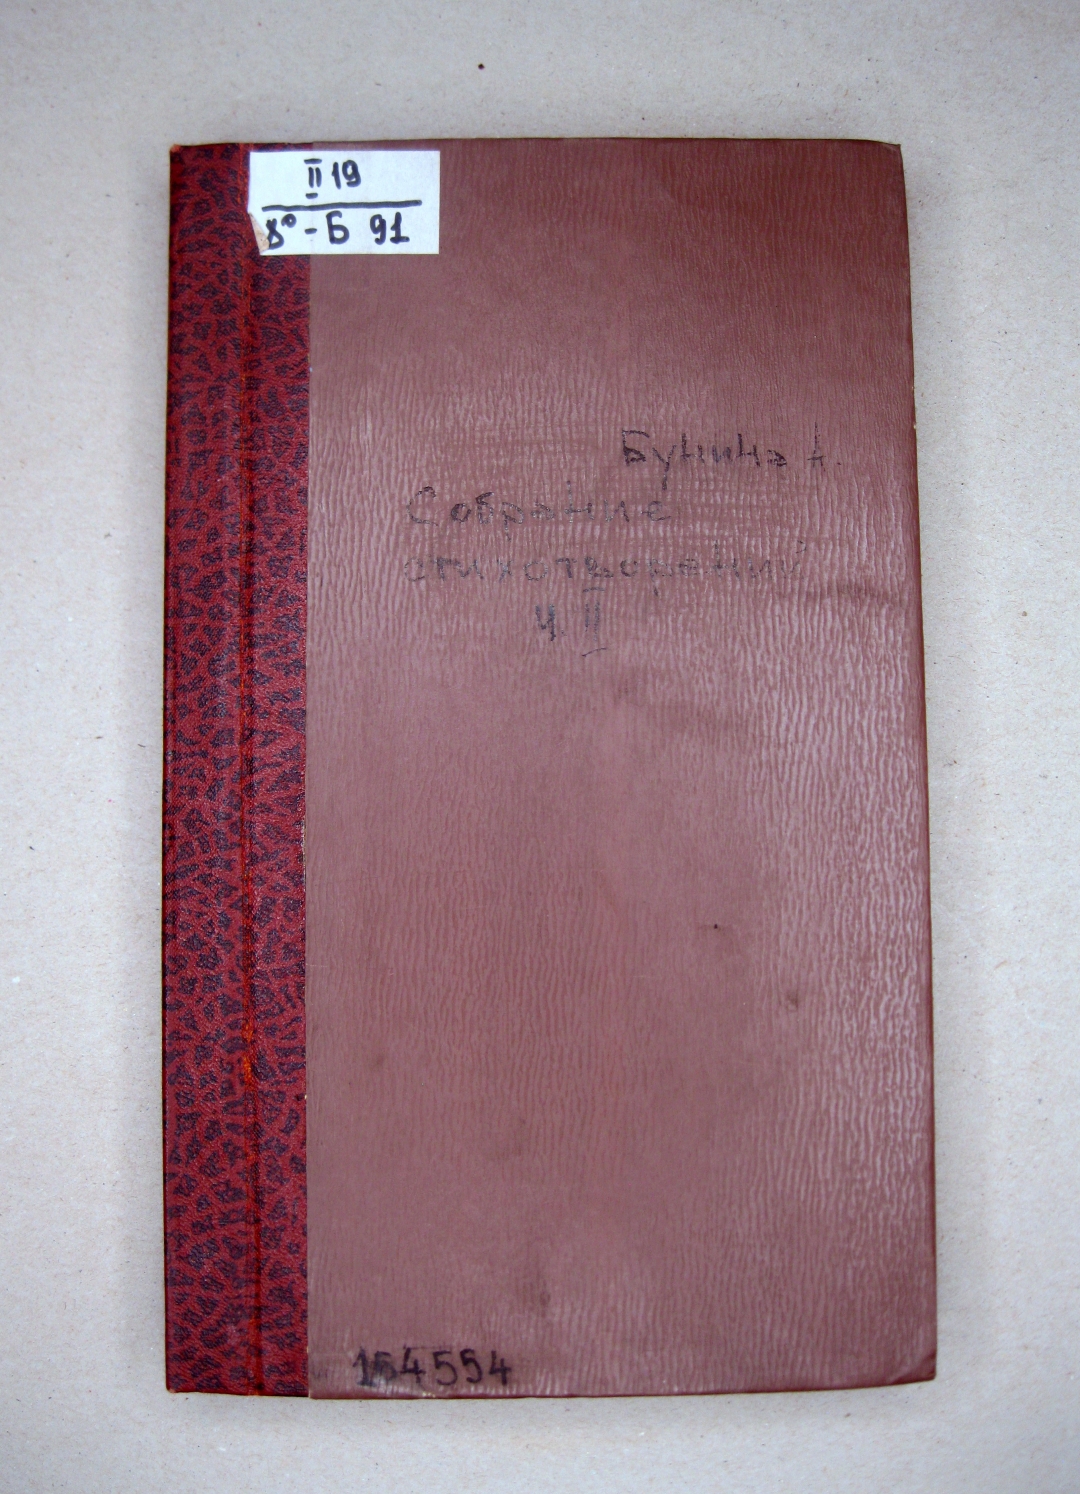 II 19
8° - Б 91
Бунина А.
Собрание
стихотворений
Ч. II
154554